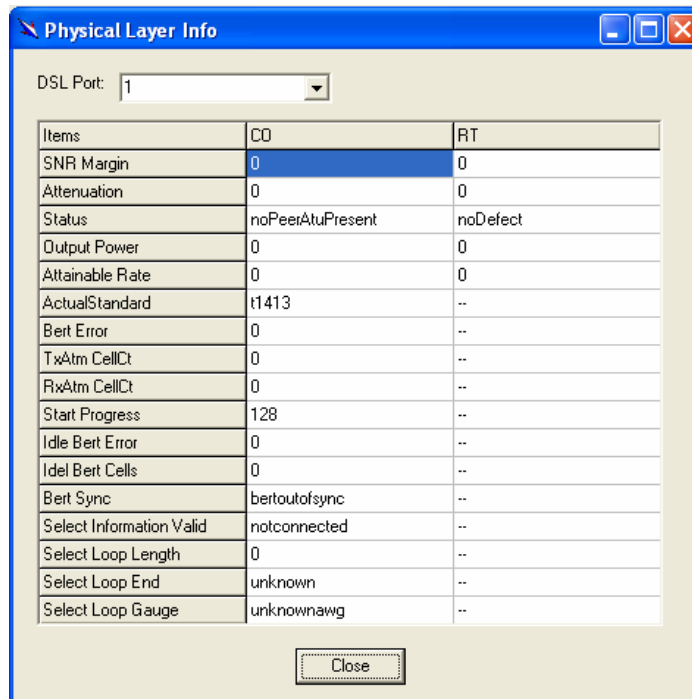 Physical Layer Info
DSL Port: 1
Items CO RT
SNR Margin 0 0
Attenuation 0 0
Status noPeerAtuPresent noDefect
Output Power 0 0
Attainable Rate 0 0
ActualStandard t1413 --
Bert Error 0 --
TxAtm CellCt 0 --
RxAtm CellCt 0 --
Start Progress 128 --
Idle Bert Error 0 --
Idel Bert Cells 0 --
Bert Sync bertoutofsync --
Select Information Valid notconnected --
Select Loop Length 0 --
Select Loop End unknown --
Select Loop Gauge unknownawg --
Close